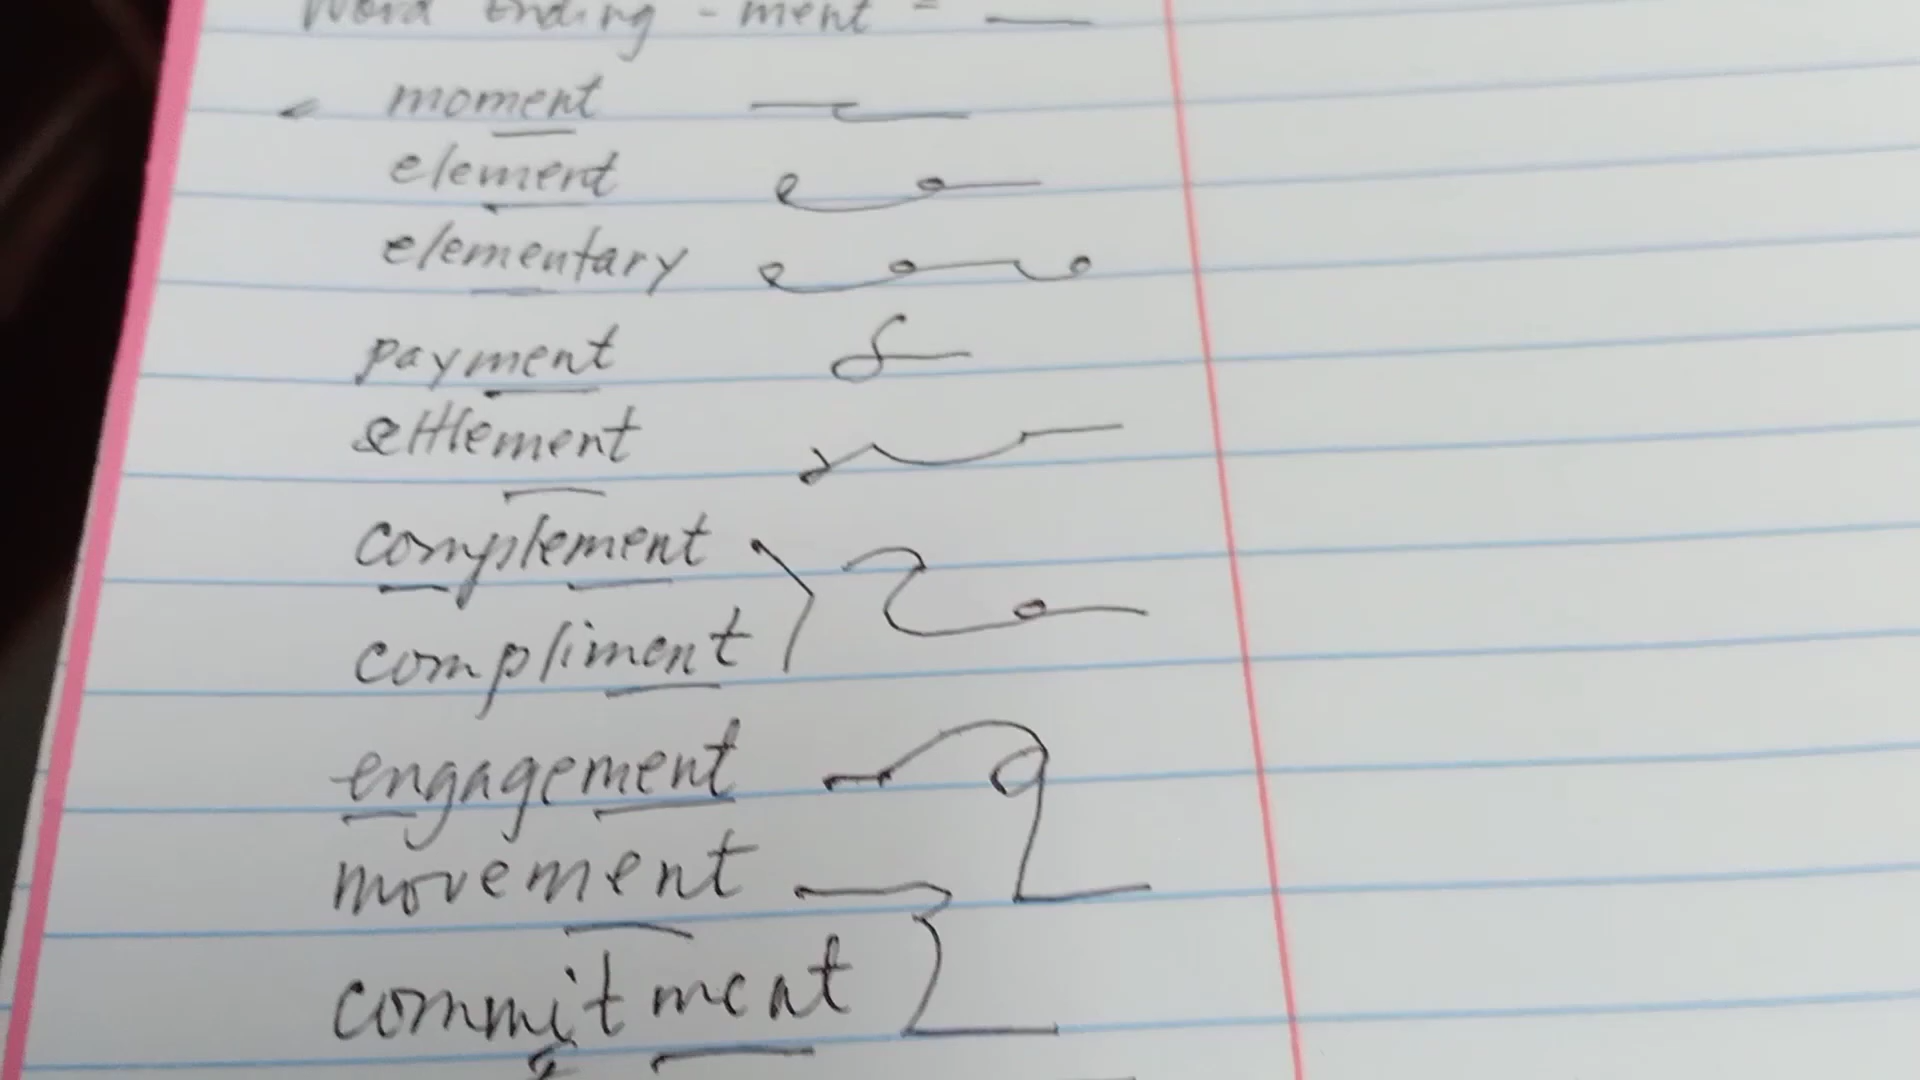 Word Ending - ment -
moment
element
elementary
payment
settlement
complement
compliment
engagement
movement
commitment